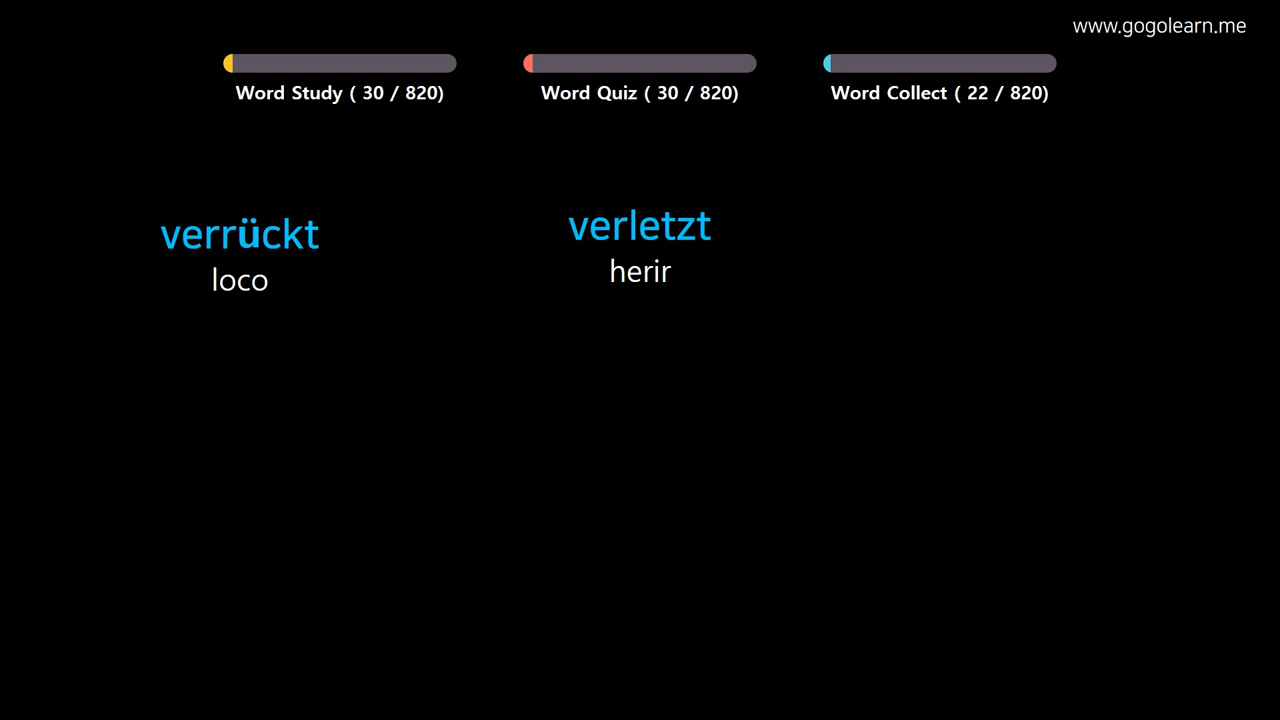 www.gogolearn.me
Word Study ( 30 / 820)
Word Quiz ( 30 / 820)
Word Collect ( 22 / 820)
verrückt
loco
verletzt
herir